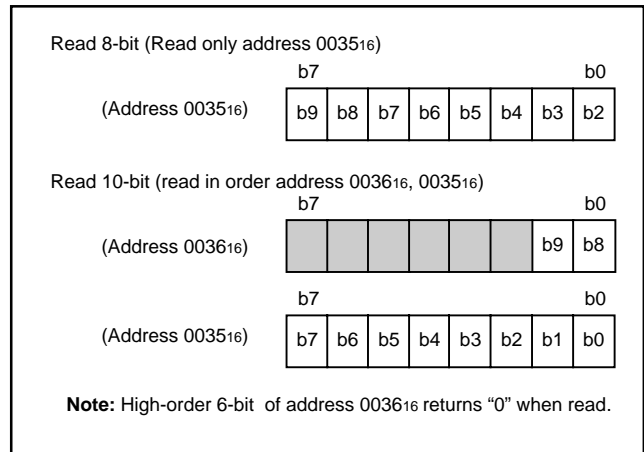 Read 8-bit (Read only address 003516)
b7 b0
(Address 003516) b9 b8 b7 b6 b5 b4 b3 b2
Read 10-bit (read in order address 003616, 003516)
b7 b0
(Address 003616) b9 b8
b7 b0
(Address 003516) b7 b6 b5 b4 b3 b2 b1 b0
Note: High-order 6-bit of address 003616 returns “0” when read.